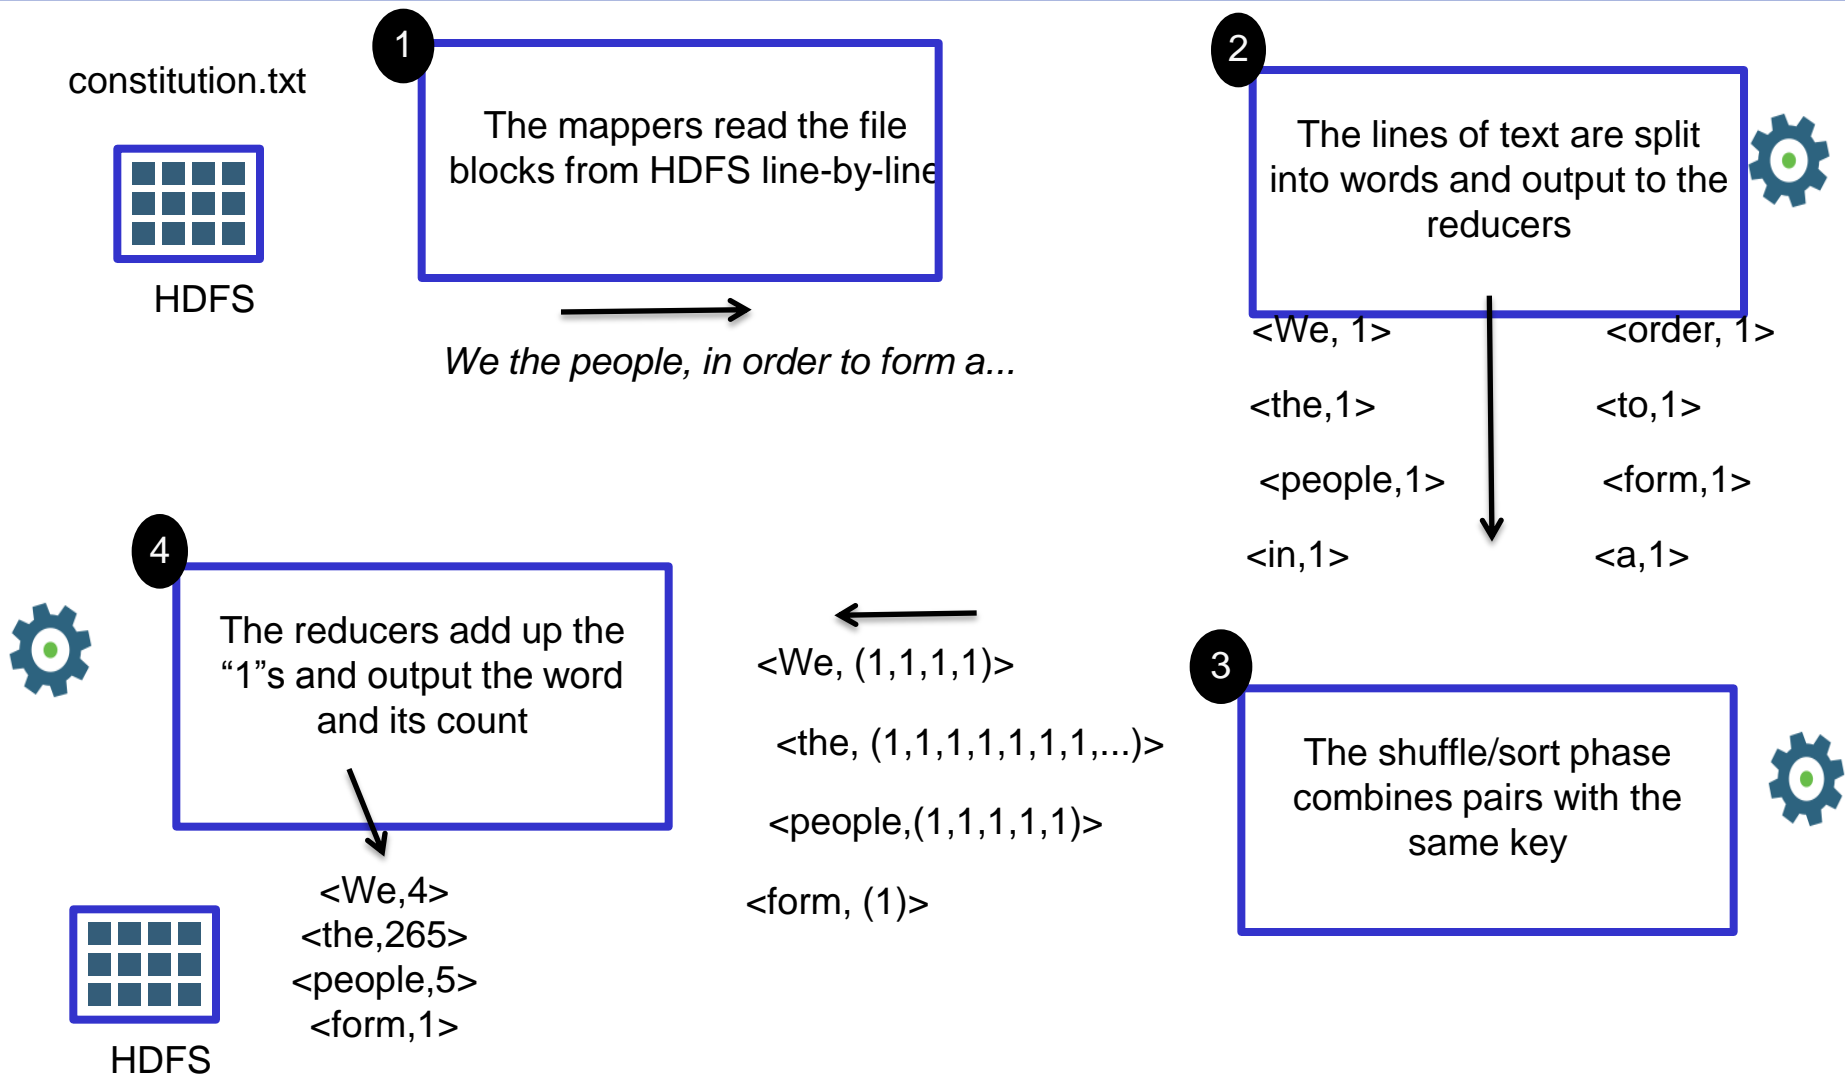 constitution.txt
HDFS
1
The mappers read the file
blocks from HDFS line-by-line
We the people, in order to form a...
2
The lines of text are split
into words and output to the
reducers
<We, 1>
<order, 1>
<the,1>
<to,1>
<people,1>
<form,1>
<in,1>
<a,1>
3
The shuffle/sort phase
combines pairs with the
same key
<We, (1,1,1,1)>
<the, (1,1,1,1,1,1,1,...)>
<people,(1,1,1,1,1)>
<form, (1)>
4
The reducers add up the
“1”s and output the word
and its count
<We,4>
<the,265>
<people,5>
<form,1>
HDFS